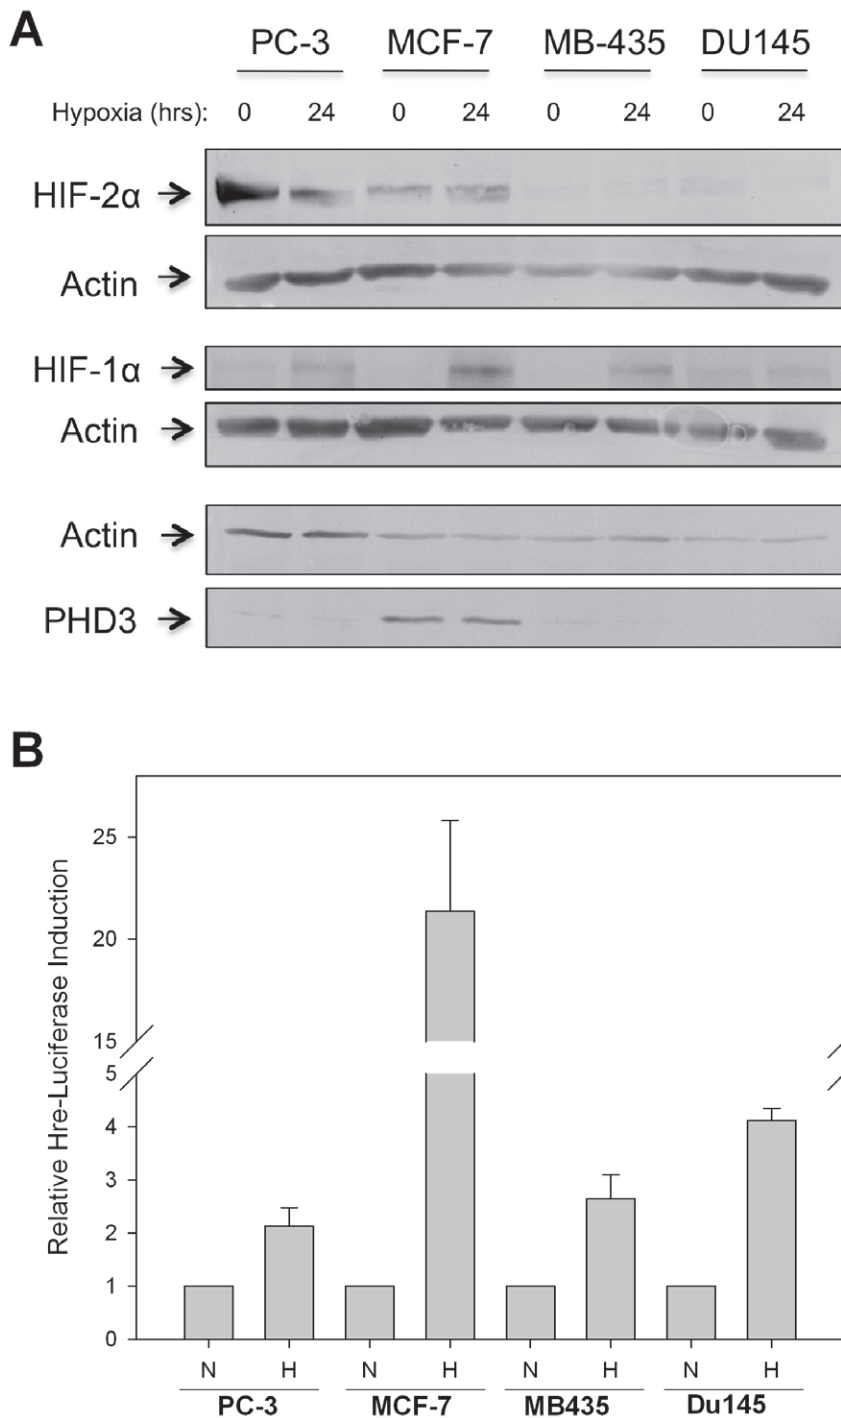 A
PC-3 MCF-7 MB-435 DU145
Hypoxia (hrs): 0 24 0 24 0 24 0 24
HIF-2α
Actin
HIF-1α
Actin
Actin
PHD3
B
Relative Hre-Luciferase Induction
25
20
15
5
4
3
2
1
0
N H N H N H N H
PC-3 MCF-7 MB435 Du145